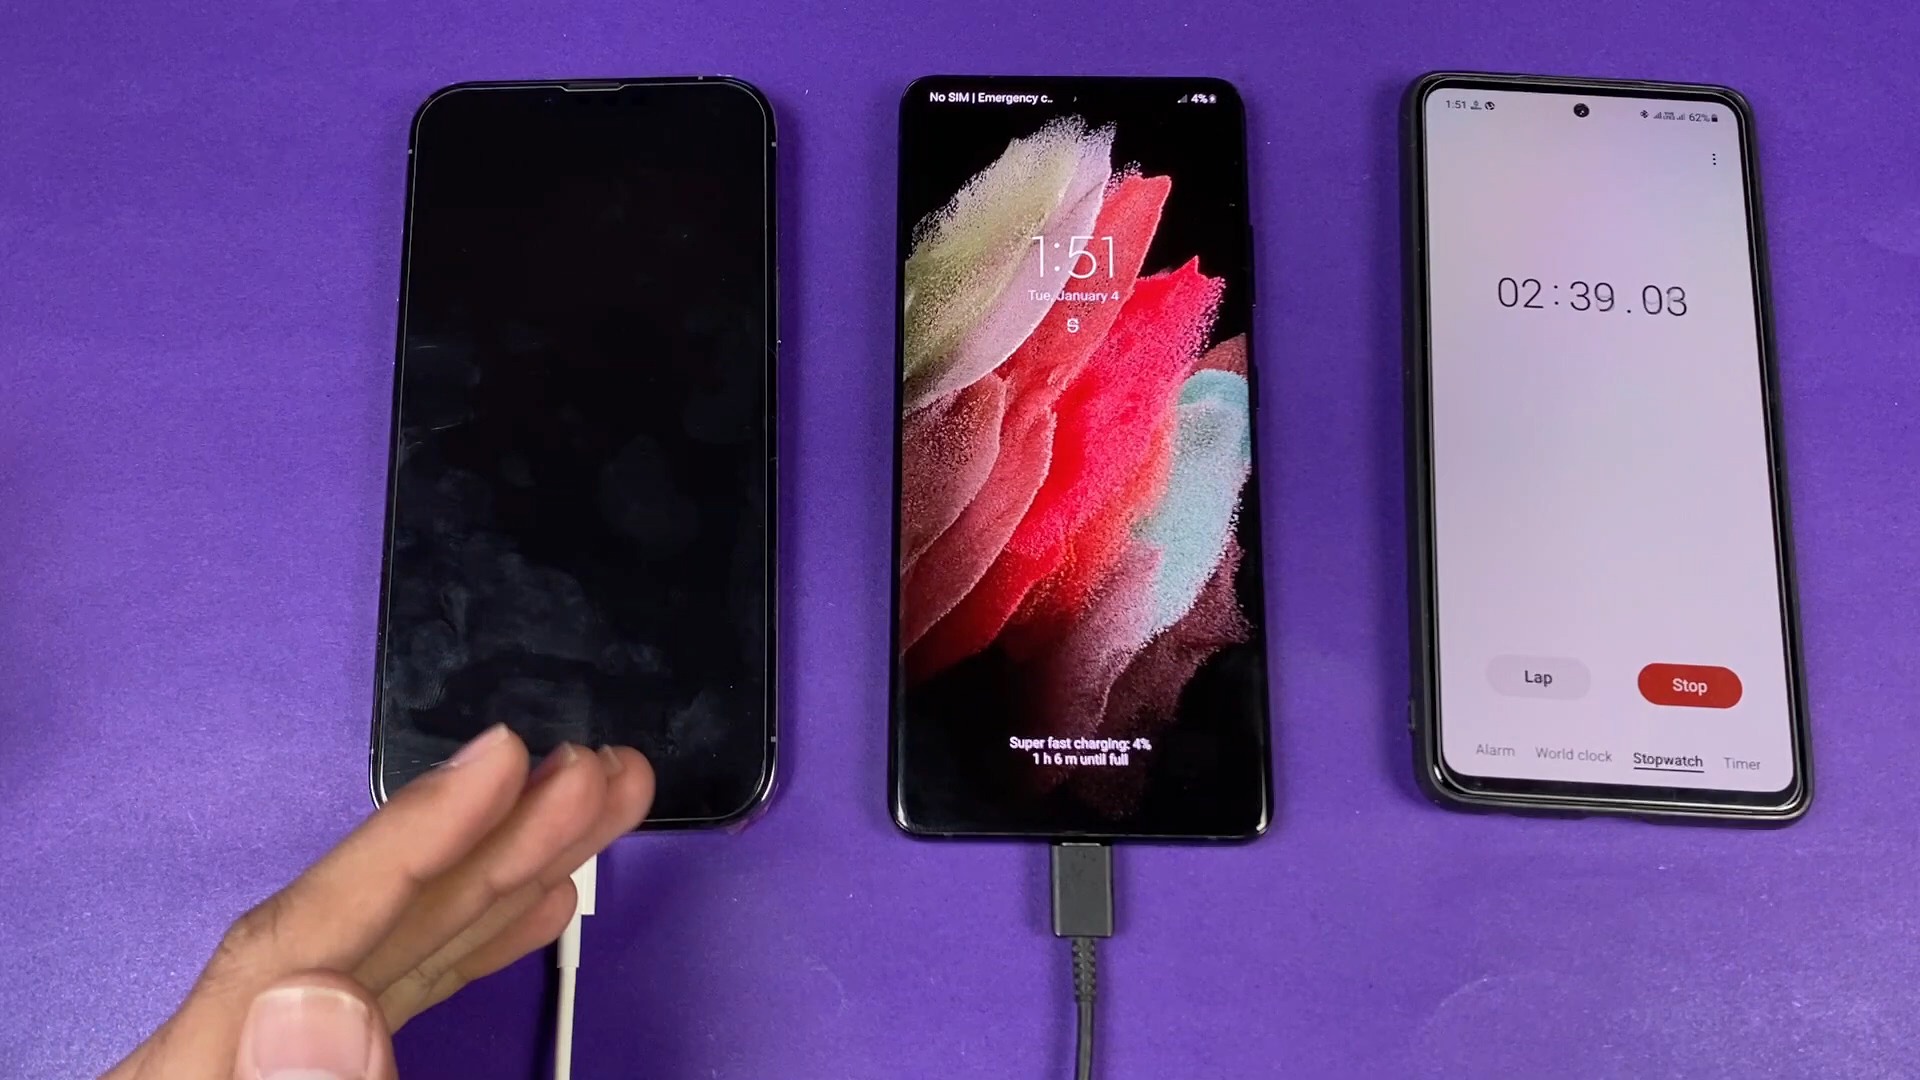 No SIM | Emergency c..
4%
1:51
Tue, January 4
Super fast charging: 4%
1 h 6 m until full
1:51
62%
02:39.03
Lap
Stop
Alarm
World clock
Stopwatch
Timer